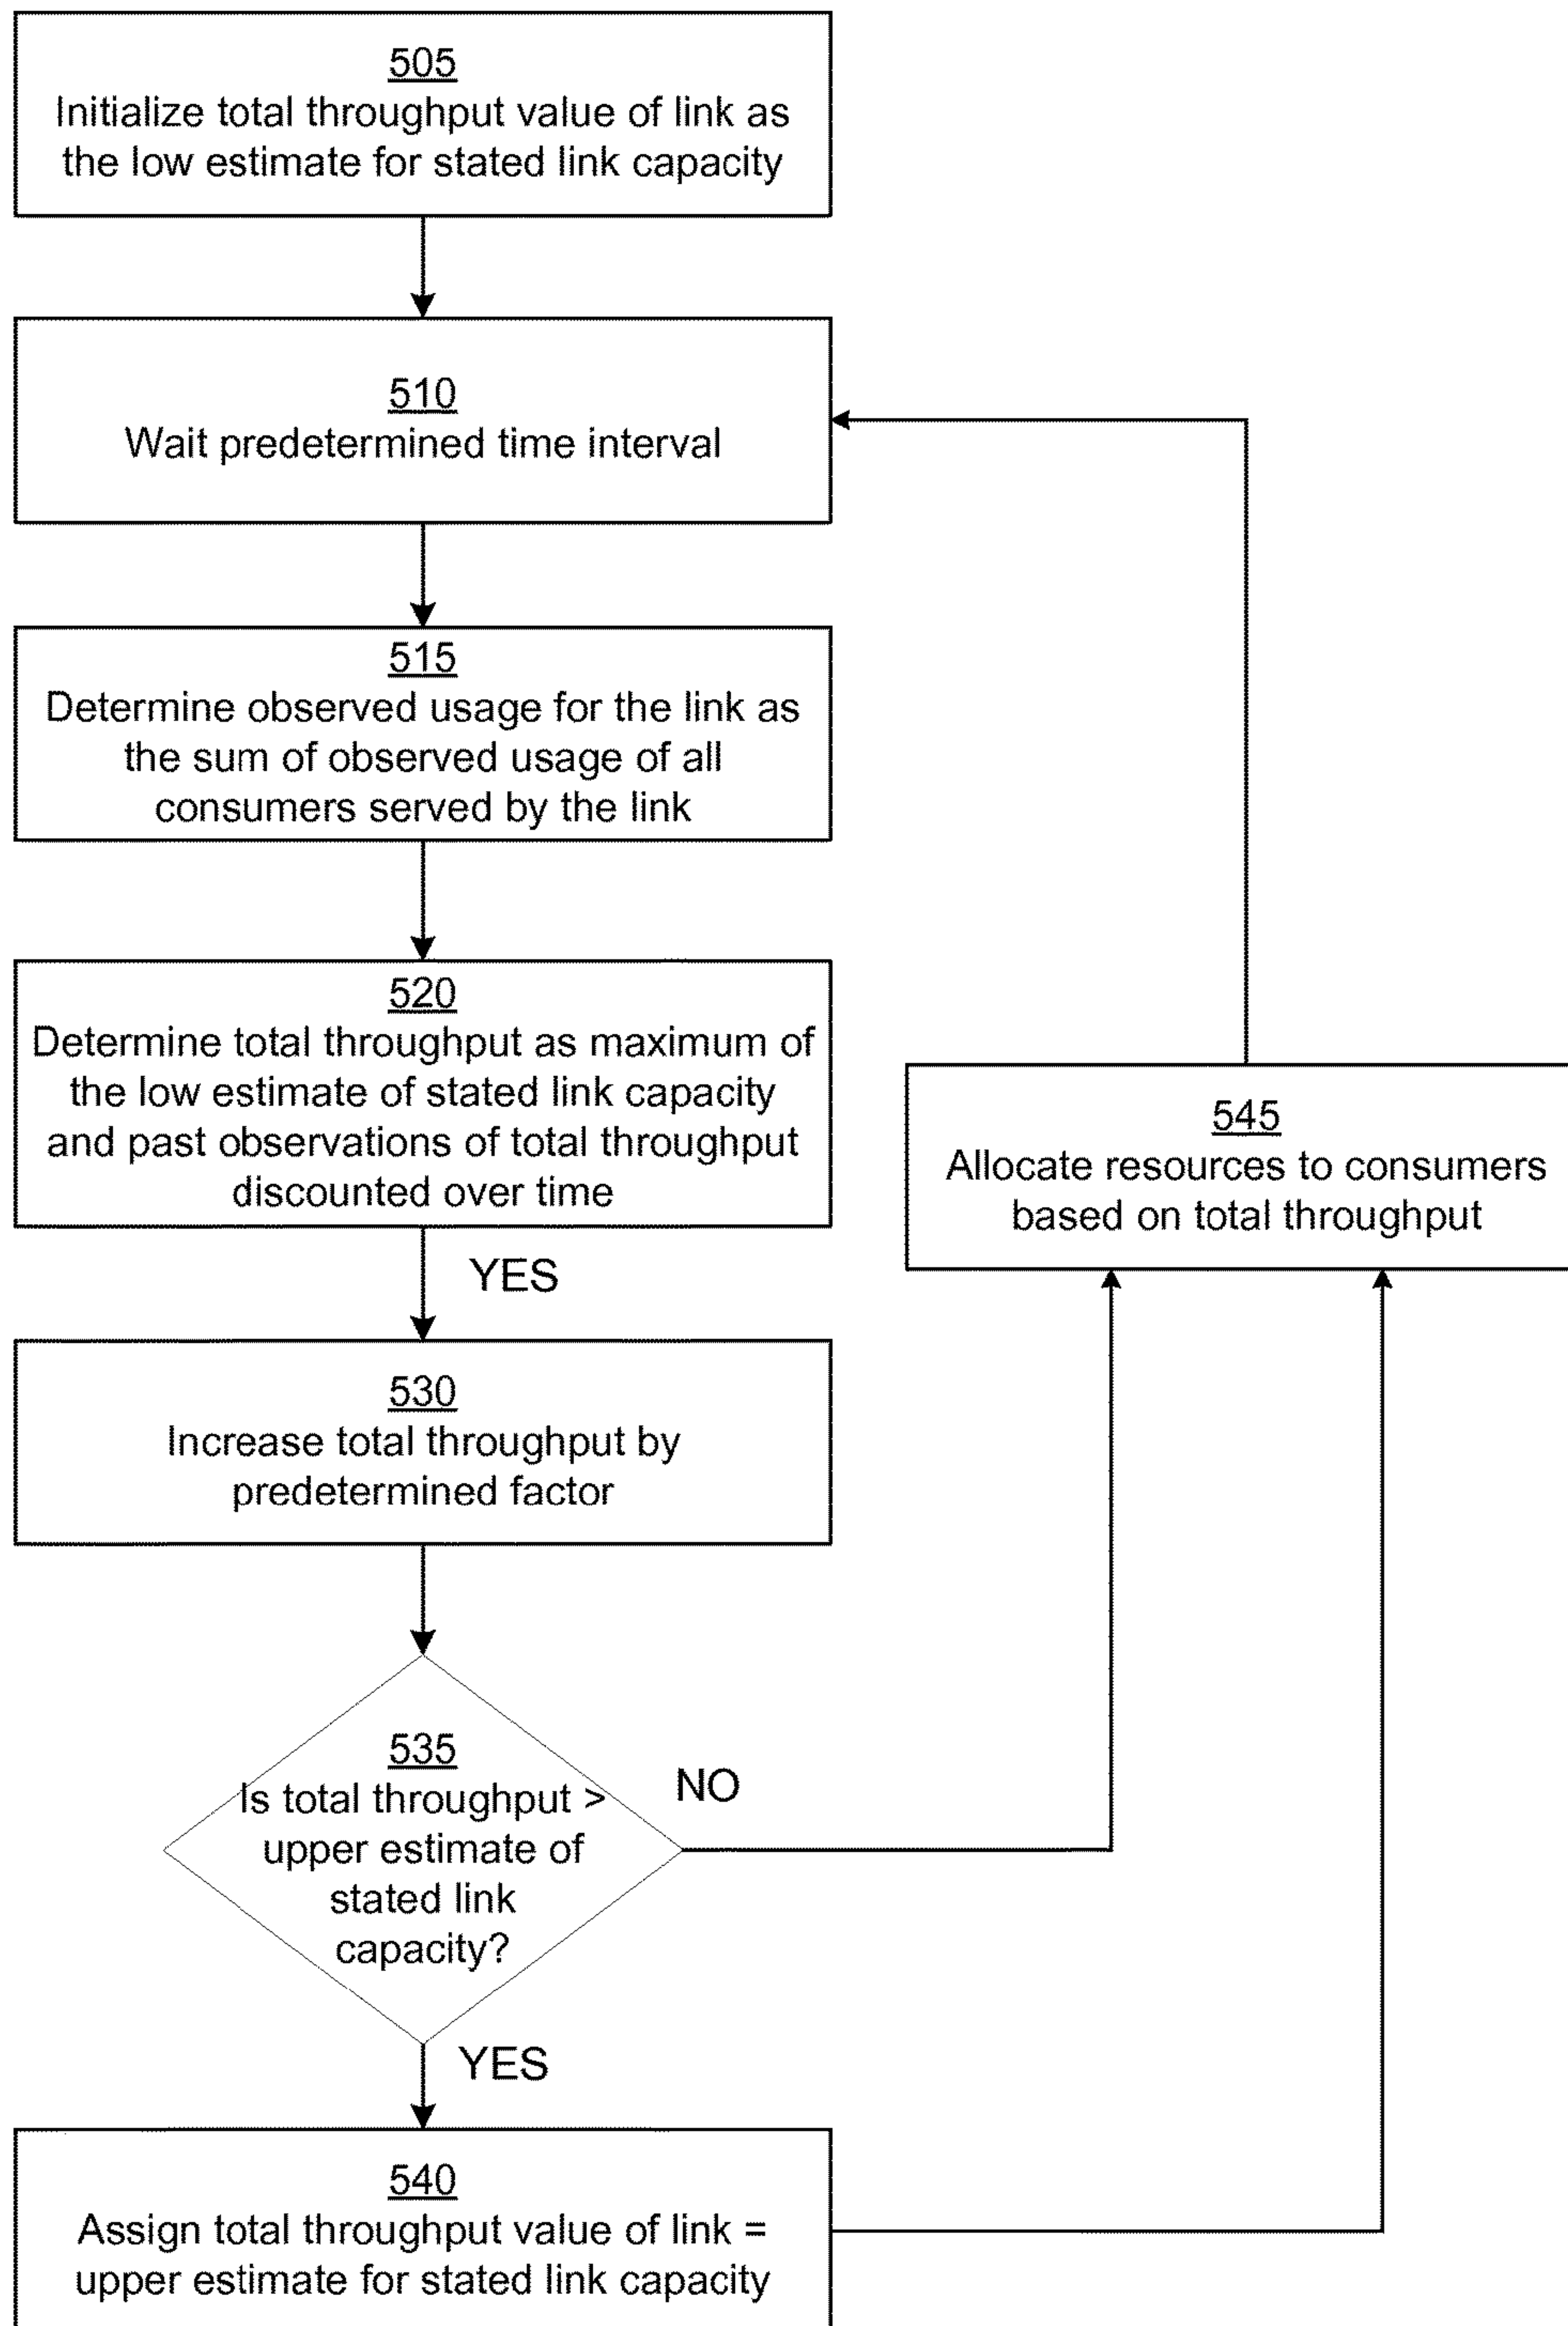 505
Initialize total throughput value of link as
the low estimate for stated link capacity
510
Wait predetermined time interval
515
Determine observed usage for the link as
the sum of observed usage of all
consumers served by the link
520
Determine total throughput as maximum of
the low estimate of stated link capacity
and past observations of total throughput
discounted over time
YES
530
Increase total throughput by
predetermined factor
535
Is total throughput >
upper estimate of
stated link
capacity?
NO
YES
540
Assign total throughput value of link =
upper estimate for stated link capacity
545
Allocate resources to consumers
based on total throughput